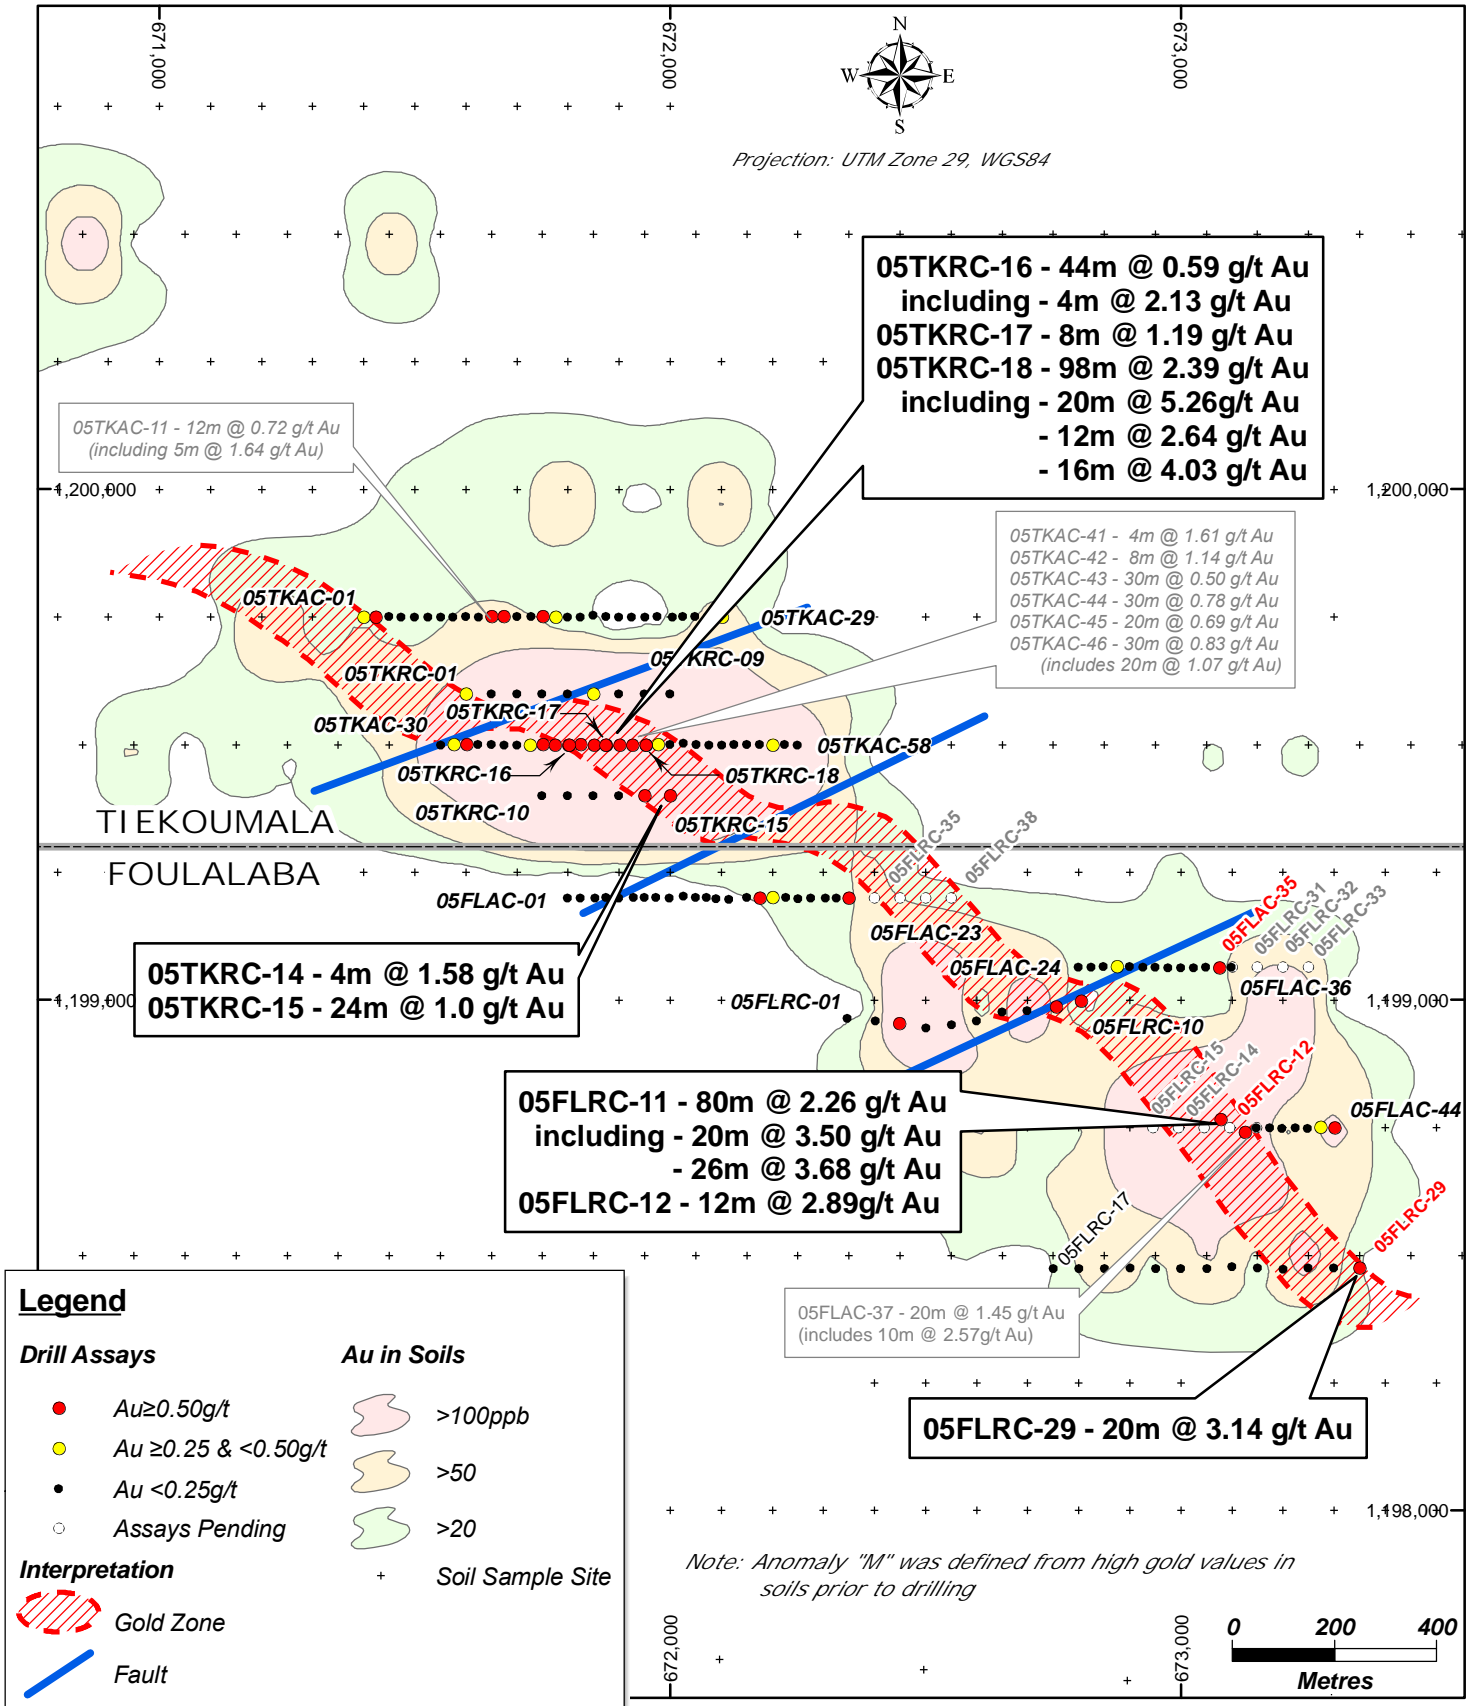 671,000
672,000
673,000
N
W E
S
Projection: UTM Zone 29, WGS84
05TKRC-16 - 44m @ 0.59 g/t Au
including - 4m @ 2.13 g/t Au
05TKRC-17 - 8m @ 1.19 g/t Au
05TKRC-18 - 98m @ 2.39 g/t Au
including - 20m @ 5.26g/t Au
- 12m @ 2.64 g/t Au
- 16m @ 4.03 g/t Au
05TKAC-11 - 12m @ 0.72 g/t Au
(including 5m @ 1.64 g/t Au)
1,200,000
1,200,000
05TKAC-41 - 4m @ 1.61 g/t Au
05TKAC-42 - 8m @ 1.14 g/t Au
05TKAC-43 - 30m @ 0.50 g/t Au
05TKAC-44 - 30m @ 0.78 g/t Au
05TKAC-45 - 20m @ 0.69 g/t Au
05TKAC-46 - 30m @ 0.83 g/t Au
(includes 20m @ 1.07 g/t Au)
05TKAC-01
05TKAC-29
05TKRC-01
05TKRC-09
05TKRC-17
05TKAC-30
05TKAC-58
05TKRC-16
05TKRC-18
05TKRC-10
05TKRC-15
TIEKOUMALA
FOULALABA
05FLRC-35
05FLRC-38
05FLAC-01
05FLAC-23
05FLAC-24
05FLAC-35
05FLRC-31
05FLRC-32
05FLRC-33
05FLAC-36
05TKRC-14 - 4m @ 1.58 g/t Au
05TKRC-15 - 24m @ 1.0 g/t Au
1,199,000
1,199,000
05FLRC-01
05FLRC-10
05FLRC-15
05FLRC-14
05FLRC-12
05FLAC-44
05FLRC-11 - 80m @ 2.26 g/t Au
including - 20m @ 3.50 g/t Au
- 26m @ 3.68 g/t Au
05FLRC-12 - 12m @ 2.89g/t Au
05FLRC-17
05FLRC-29
05FLAC-37 - 20m @ 1.45 g/t Au
(includes 10m @ 2.57g/t Au)
05FLRC-29 - 20m @ 3.14 g/t Au
Legend
Drill Assays
Au≥0.50g/t
Au ≥0.25 & <0.50g/t
Au <0.25g/t
Assays Pending
Au in Soils
>100ppb
>50
>20
Soil Sample Site
Interpretation
Gold Zone
Fault
1,198,000
Note: Anomaly "M" was defined from high gold values in
soils prior to drilling
672,000
673,000
0 200 400
Metres